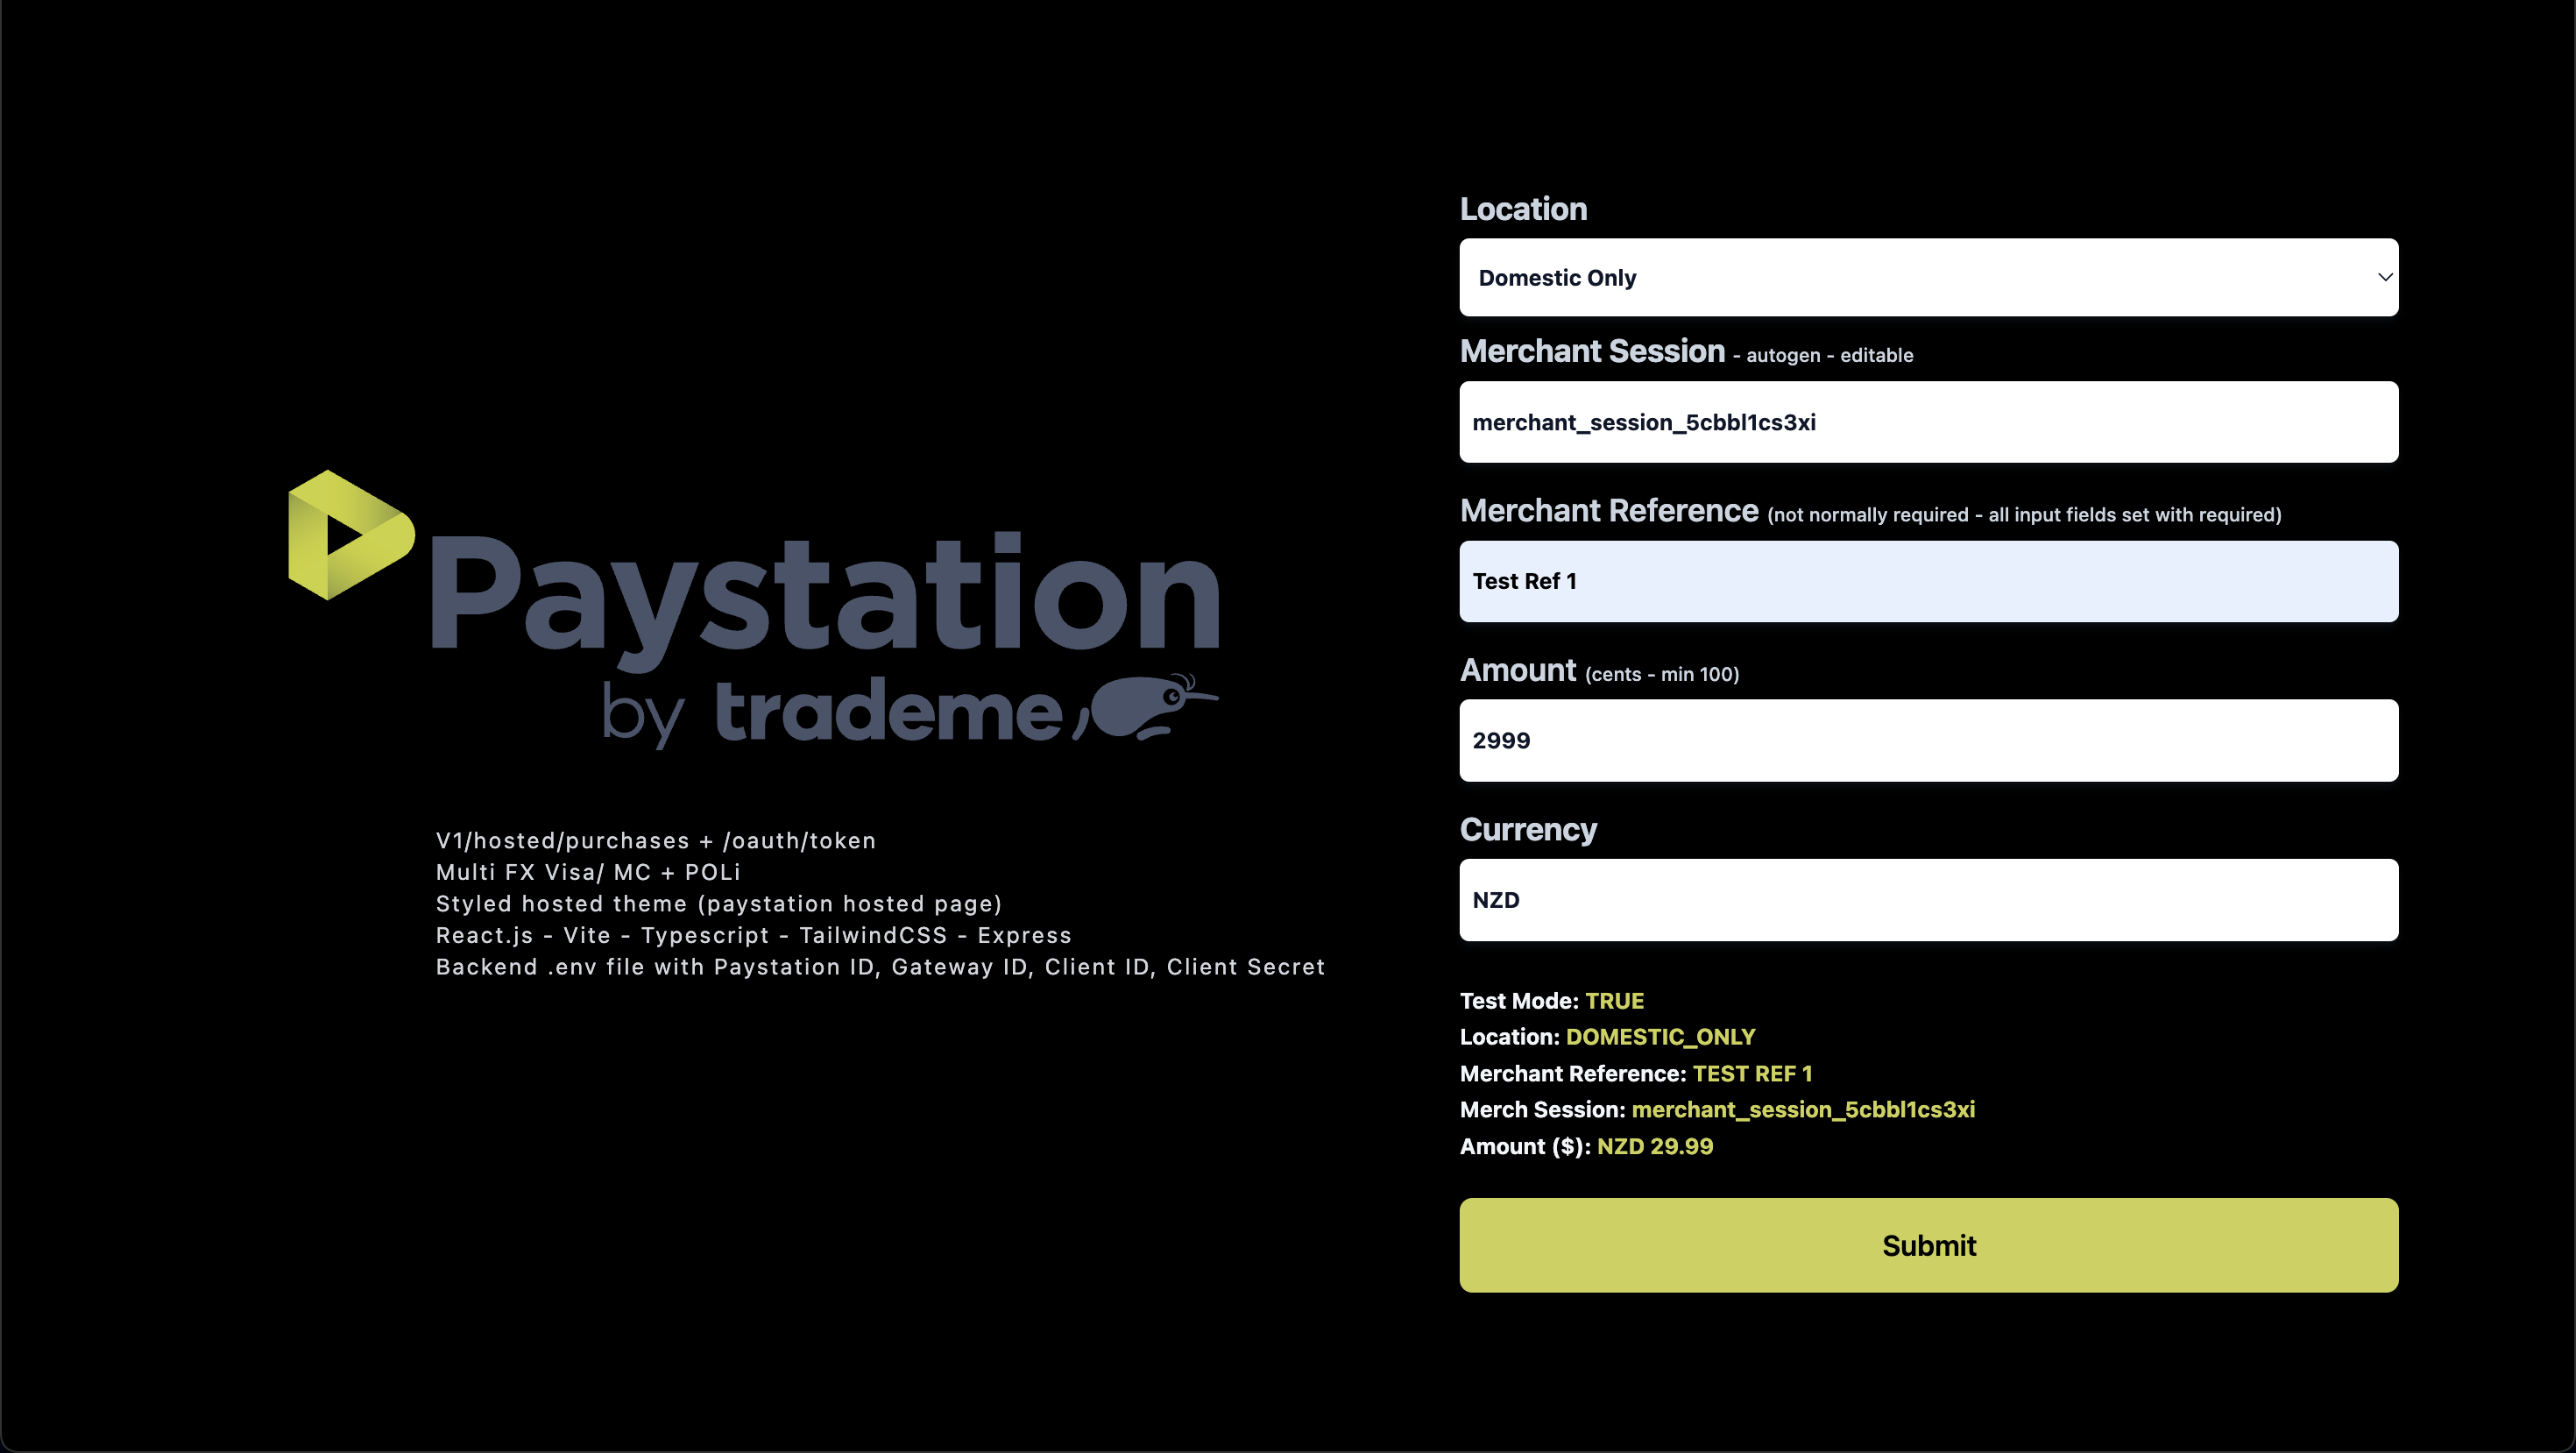 Paystation
by trademe
V1/hosted/purchases + /oauth/token
Multi FX Visa/ MC + POLi
Styled hosted theme (paystation hosted page)
React.js - Vite - Typescript - TailwindCSS - Express
Backend .env file with Paystation ID, Gateway ID, Client ID, Client Secret
Location
Domestic Only
Merchant Session - autogen - editable
merchant_session_5cbbl1cs3xi
Merchant Reference (not normally required - all input fields set with required)
Test Ref 1
Amount (cents - min 100)
2999
Currency
NZD
Test Mode: TRUE
Location: DOMESTIC_ONLY
Merchant Reference: TEST REF 1
Merch Session: merchant_session_5cbbl1cs3xi
Amount ($): NZD 29.99
Submit